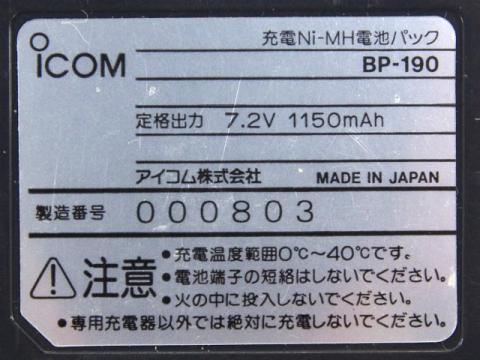 充電Ni-MH電池パック
ICOM
BP-190
定格出力 7.2V 1150mAh
アイコム株式会社 MADE IN JAPAN
製造番号 000803
注意
•充電温度範囲0℃～40℃です。
•電池端子の短絡はしないでください。
•火の中に投入しないでください。
•専用充電器以外では絶対に充電しないでください。